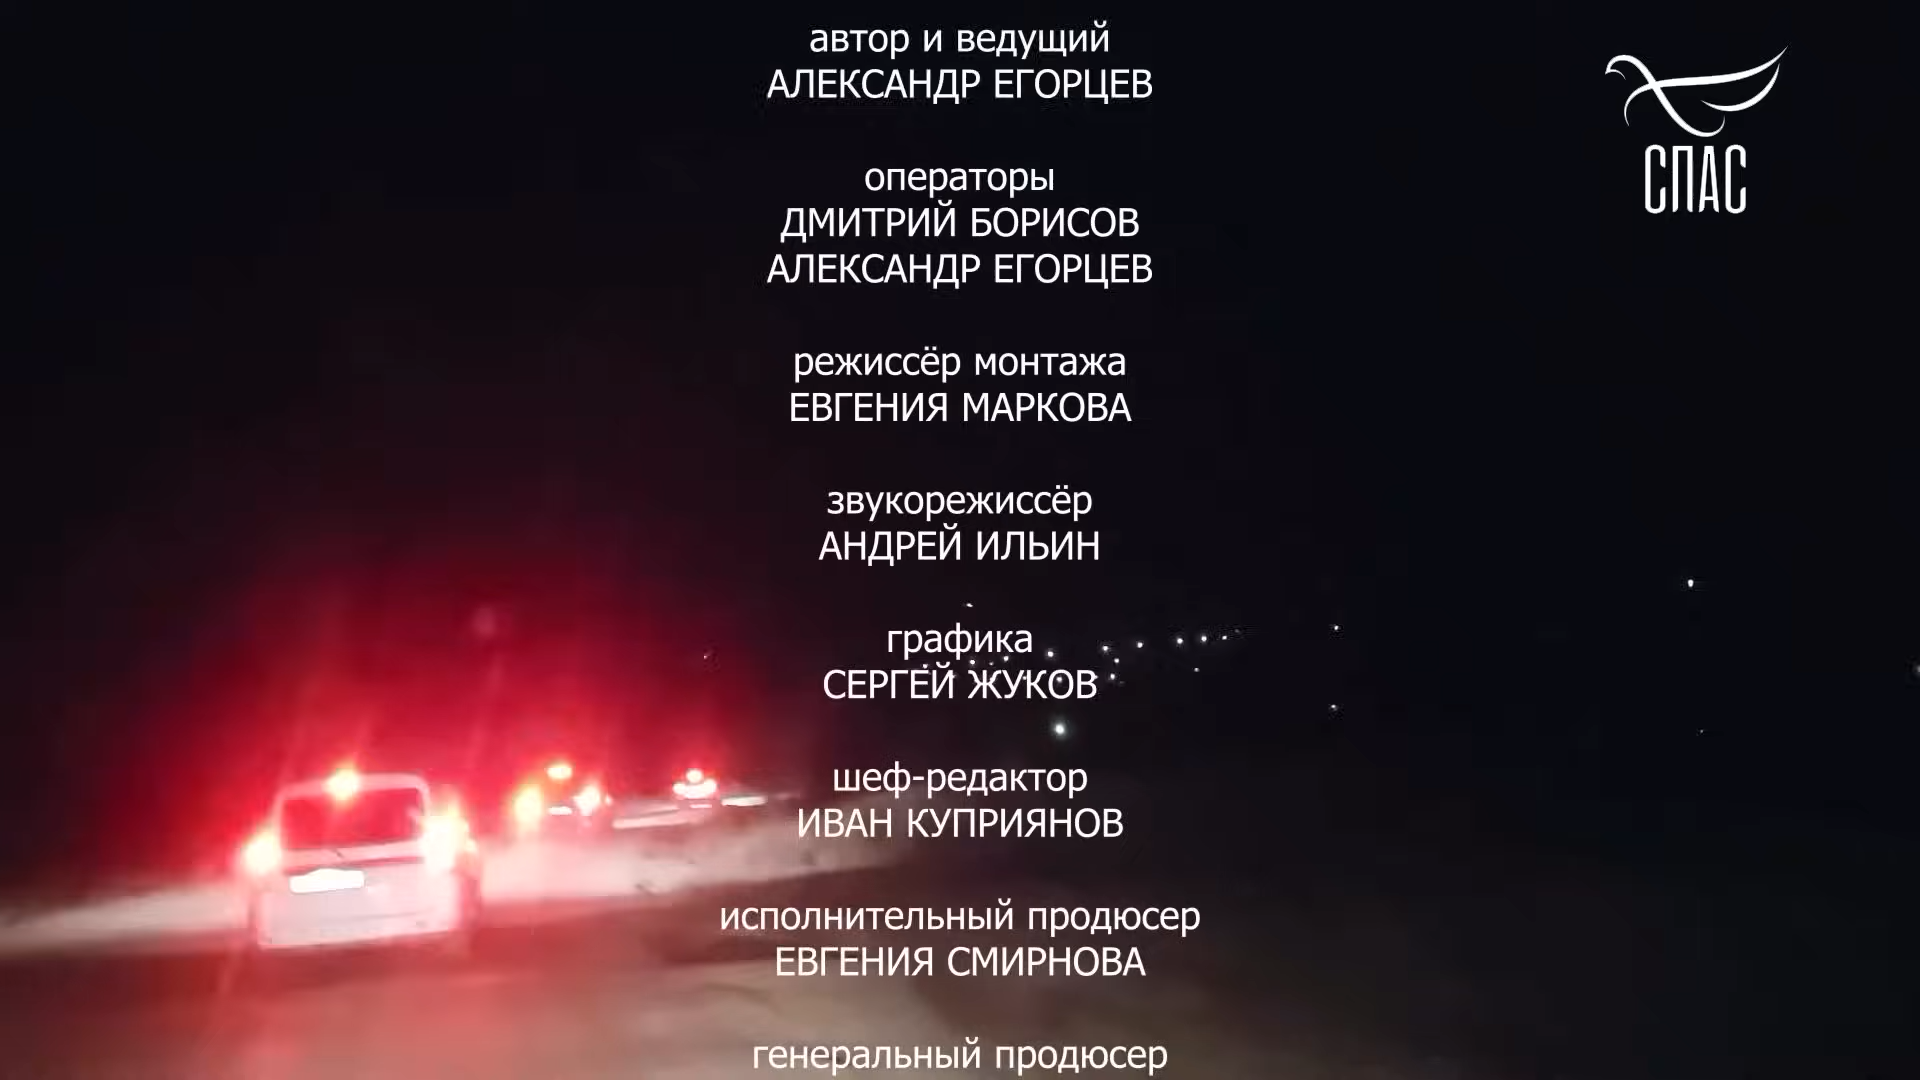 автор и ведущий
АЛЕКСАНДР ЕГОРЦЕВ
СПАС
операторы
ДМИТРИЙ БОРИСОВ
АЛЕКСАНДР ЕГОРЦЕВ
режиссёр монтажа
ЕВГЕНИЯ МАРКОВА
звукорежиссёр
АНДРЕЙ ИЛЬИН
графика
СЕРГЕЙ ЖУКОВ
шеф-редактор
ИВАН КУПРИЯНОВ
исполнительный продюсер
ЕВГЕНИЯ СМИРНОВА
генеральный продюсер